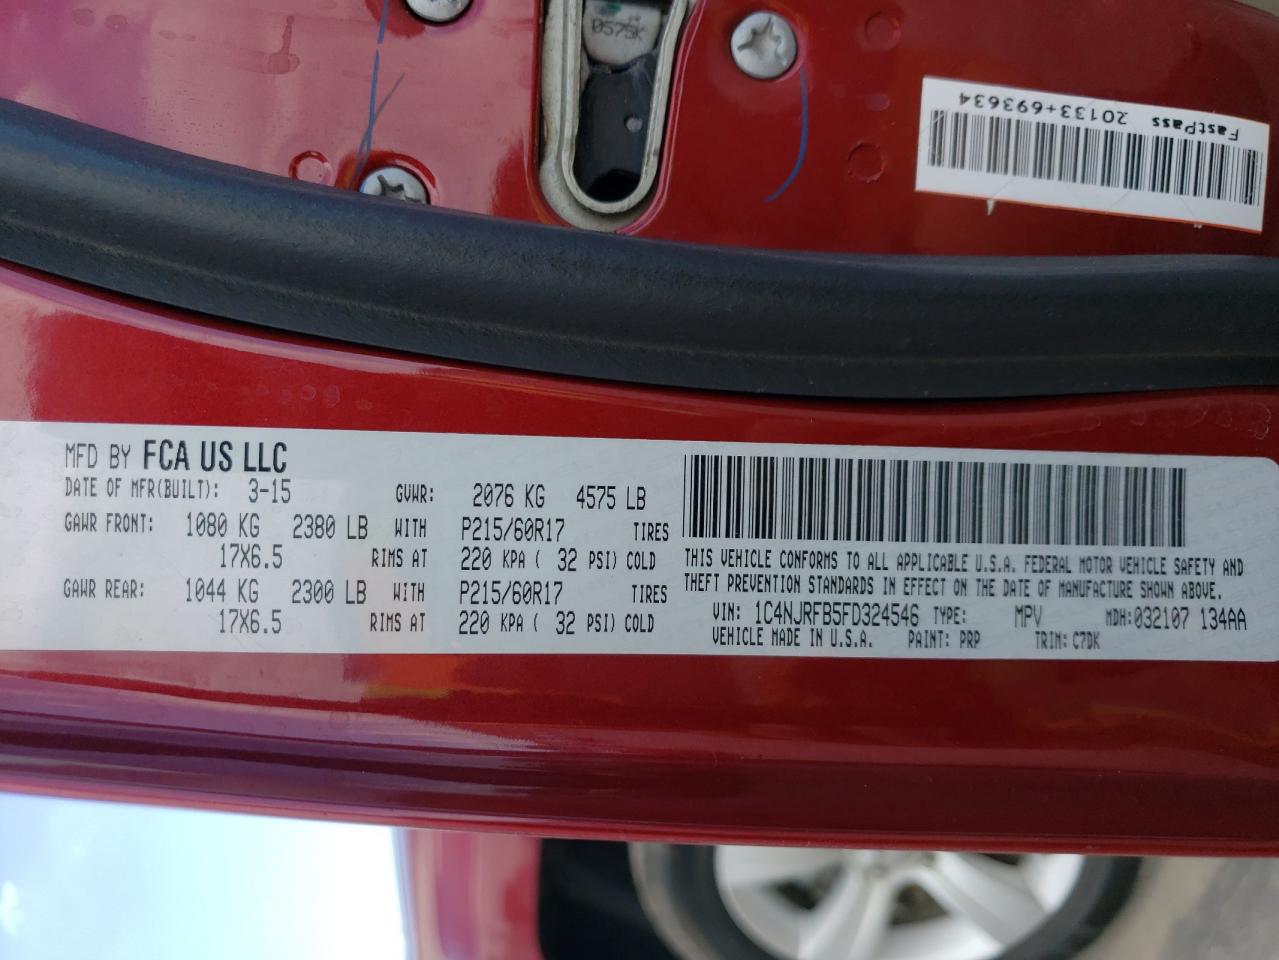 0575K
FastPass 20133+693634
MFD BY FCA US LLC
DATE OF MFR(BUILT): 3-15 GVWR: 2076 KG 4575 LB
GAWR FRONT: 1080 KG 2380 LB WITH P215/60R17 TIRES
17X6.5 RIMS AT 220 KPA ( 32 PSI) COLD
GAWR REAR: 1044 KG 2300 LB WITH P215/60R17 TIRES
17X6.5 RIMS AT 220 KPA ( 32 PSI) COLD
THIS VEHICLE CONFORMS TO ALL APPLICABLE U.S.A. FEDERAL MOTOR VEHICLE SAFETY AND
THEFT PREVENTION STANDARDS IN EFFECT ON THE DATE OF MANUFACTURE SHOWN ABOVE.
VIN: 1C4NJRFB5FD324546 TYPE: MPV MDH:032107 134AA
VEHICLE MADE IN U.S.A. PAINT: PRP TRIM: C7DK